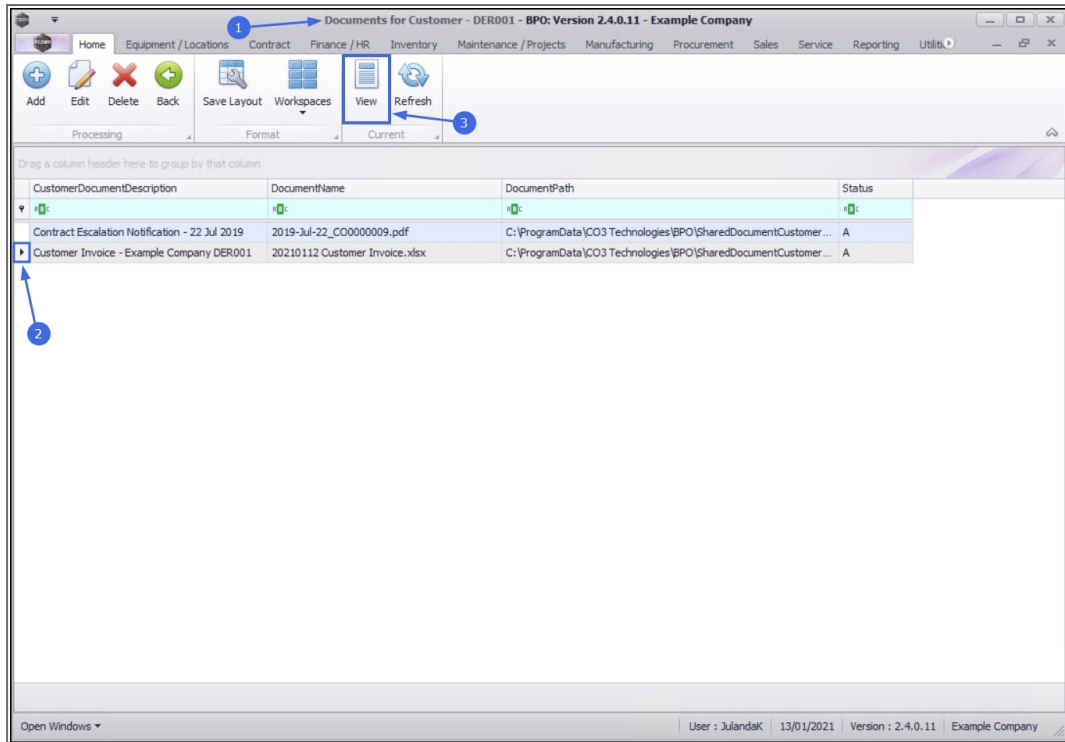 1
Documents for Customer - DER001 - BPO: Version 2.4.0.11 - Example Company
Home Equipment / Locations Contract Finance / HR Inventory Maintenance / Projects Manufacturing Procurement Sales Service Reporting
Add Edit Delete Back Save Layout Workspaces View Refresh
3
Processing Format Current
Drag a column header here to group by that column
CustomerDocumentDescription DocumentName DocumentPath Status
Contract Escalation Notification - 22 Jul 2019 2019-Jul-22_CO0000009.pdf C:\ProgramData\CO3 Technologies\BPO\SharedDocumentCustomer... A
Customer Invoice - Example Company DER001 20210112 Customer Invoice.xlsx C:\ProgramData\CO3 Technologies\BPO\SharedDocumentCustomer... A
2
Open Windows User : JulandaK 13/01/2021 Version : 2.4.0.11 Example Company